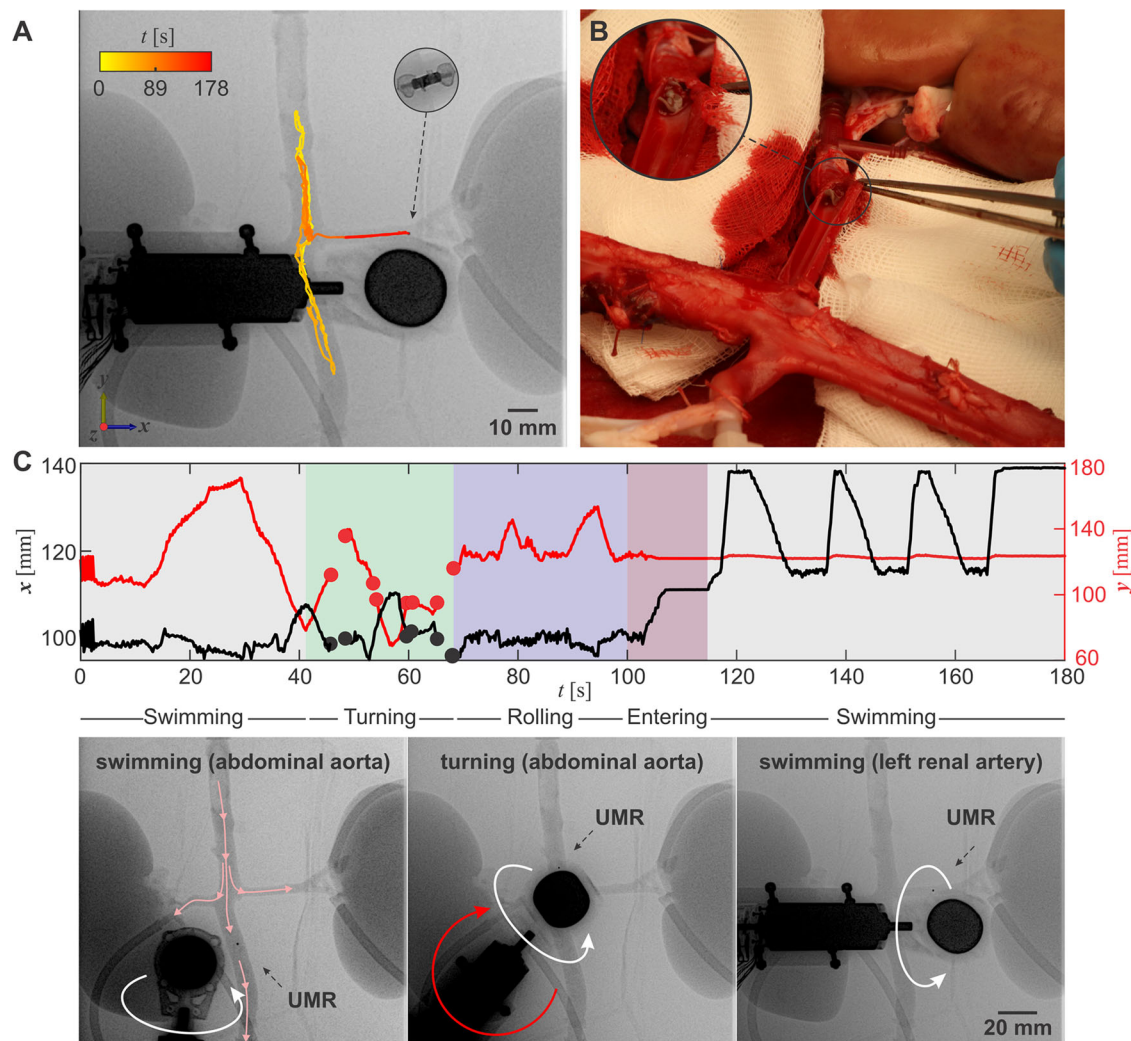 A
t [s]
0 89 178
y
z x
10 mm
B
C
140
120
100
x [mm]
180
140
100
60
y [mm]
0 20 40 60 80 100 120 140 160 180
t [s]
Swimming Turning Rolling Entering Swimming
swimming (abdominal aorta)
UMR
turning (abdominal aorta)
UMR
swimming (left renal artery)
UMR
20 mm